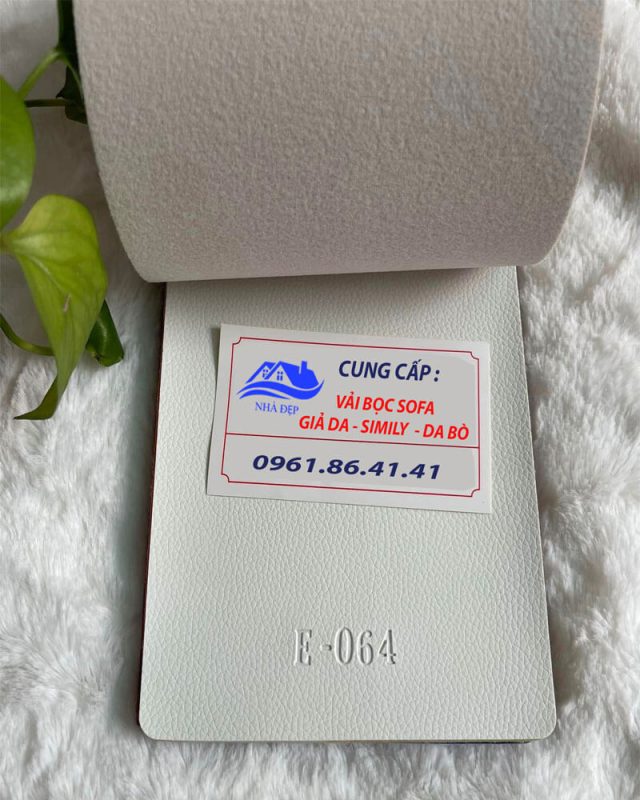 CUNG CẤP :
NHÀ ĐẸP
VẢI BỌC SOFA
GIẢ DA - SIMILY - DA BÒ
0961.86.41.41
E-064